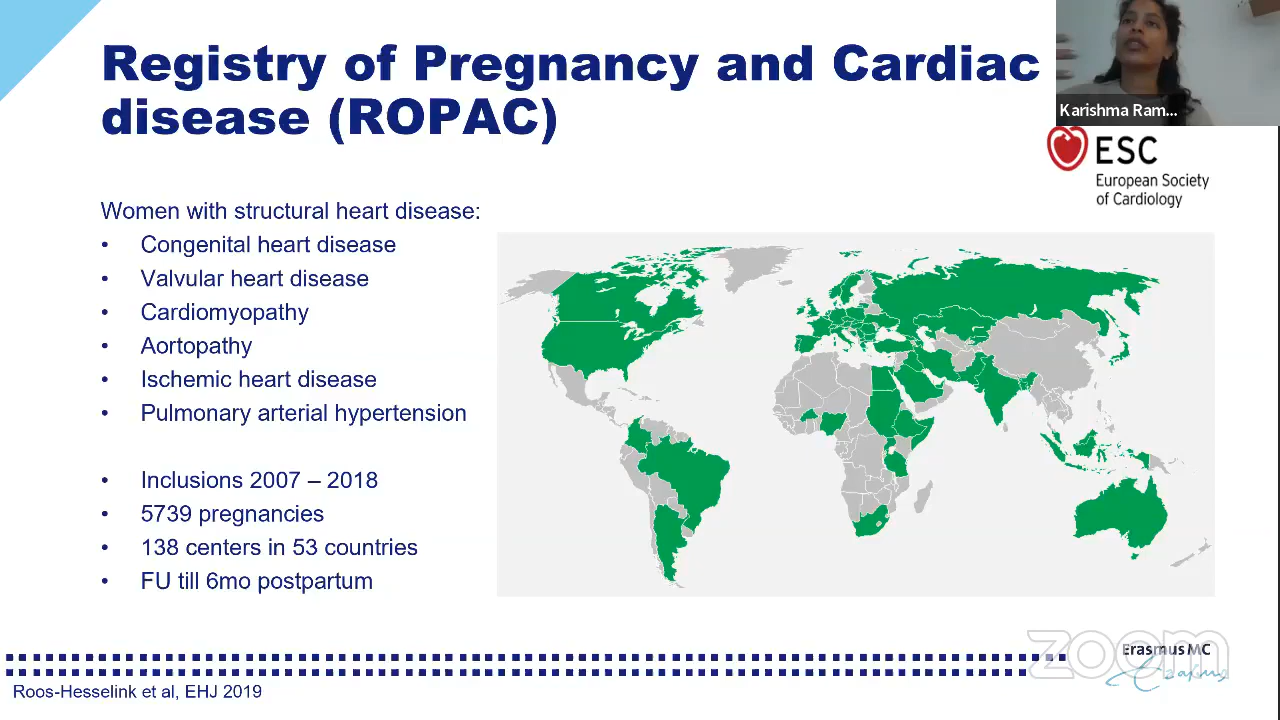 Registry of Pregnancy and Cardiac
disease (ROPAC)
Karishma Ram...
ESC
European Society
of Cardiology
Women with structural heart disease:
• Congenital heart disease
• Valvular heart disease
• Cardiomyopathy
• Aortopathy
• Ischemic heart disease
• Pulmonary arterial hypertension
• Inclusions 2007 – 2018
• 5739 pregnancies
• 138 centers in 53 countries
• FU till 6mo postpartum
zoom
Erasmus MC
Erasmus
Roos-Hesselink et al, EHJ 2019